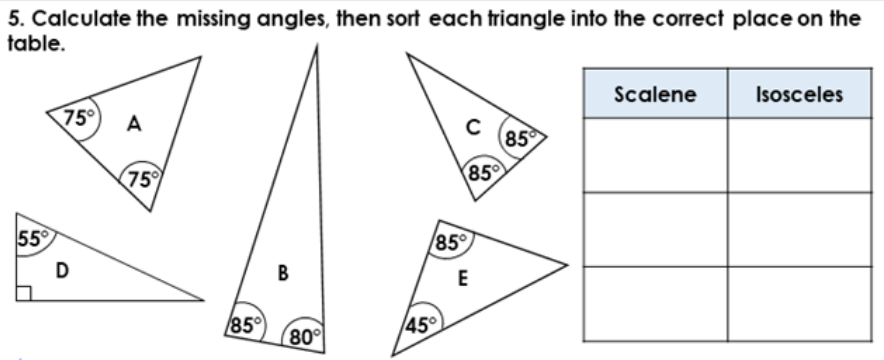 5. Calculate the missing angles, then sort each triangle into the correct place on the
table.
75°
A
75°
C
85°
85°
Scalene
Isosceles
55°
D
B
85°
80°
85°
E
45°